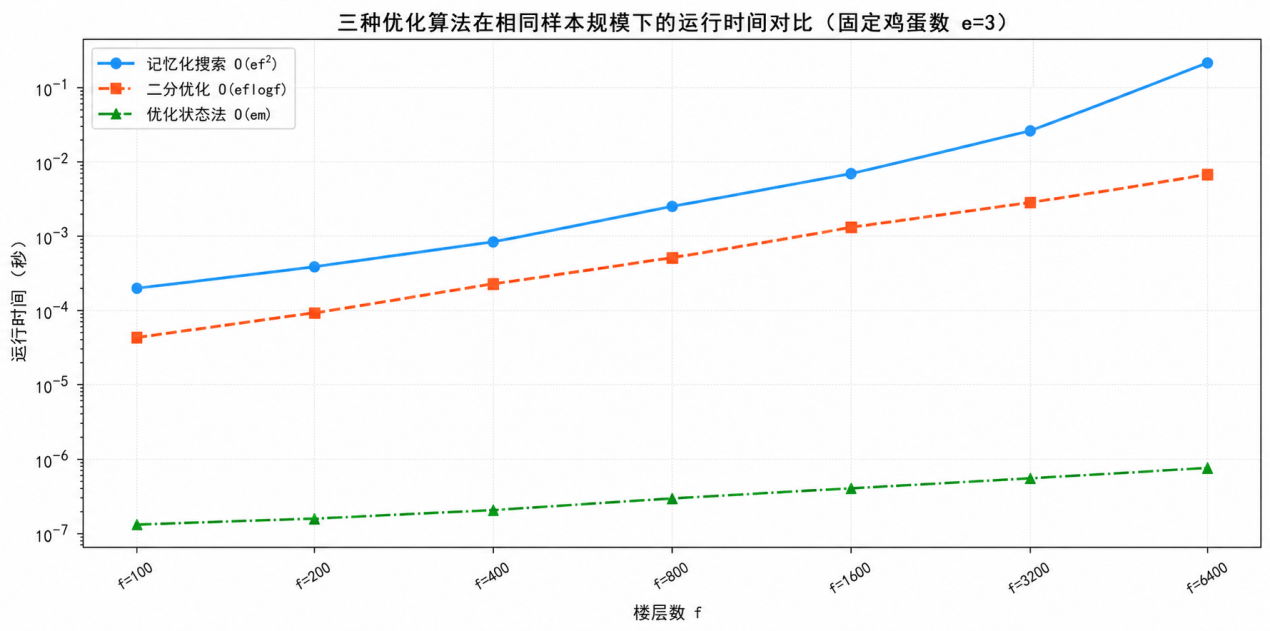 三种优化算法在相同样本规模下的运行时间对比（固定鸡蛋数 e=3）
记忆化搜索 O(ef²)
二分优化 O(eflogf)
优化状态法 O(em)
运行时间（秒）
10⁻¹
10⁻²
10⁻³
10⁻⁴
10⁻⁵
10⁻⁶
10⁻⁷
f=100
f=200
f=400
f=800
f=1600
f=3200
f=6400
楼层数 f